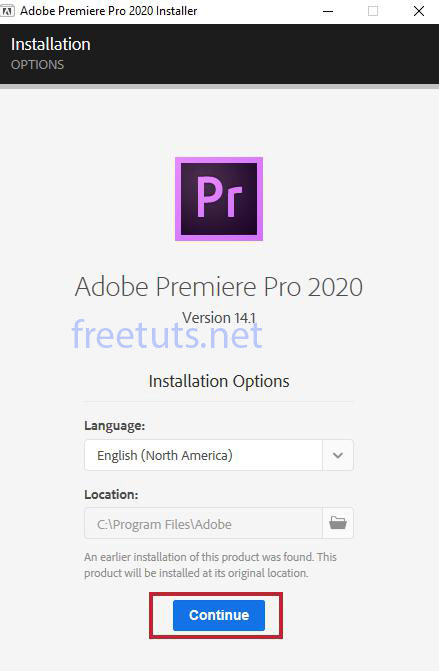 Adobe Premiere Pro 2020 Installer
Installation
OPTIONS
Pr
Adobe Premiere Pro 2020
Version 14.1
freetuts.net
Installation Options
Language:
English (North America)
Location:
C:\Program Files\Adobe
An earlier installation of this product was found. This
product will be installed at its original location.
Continue